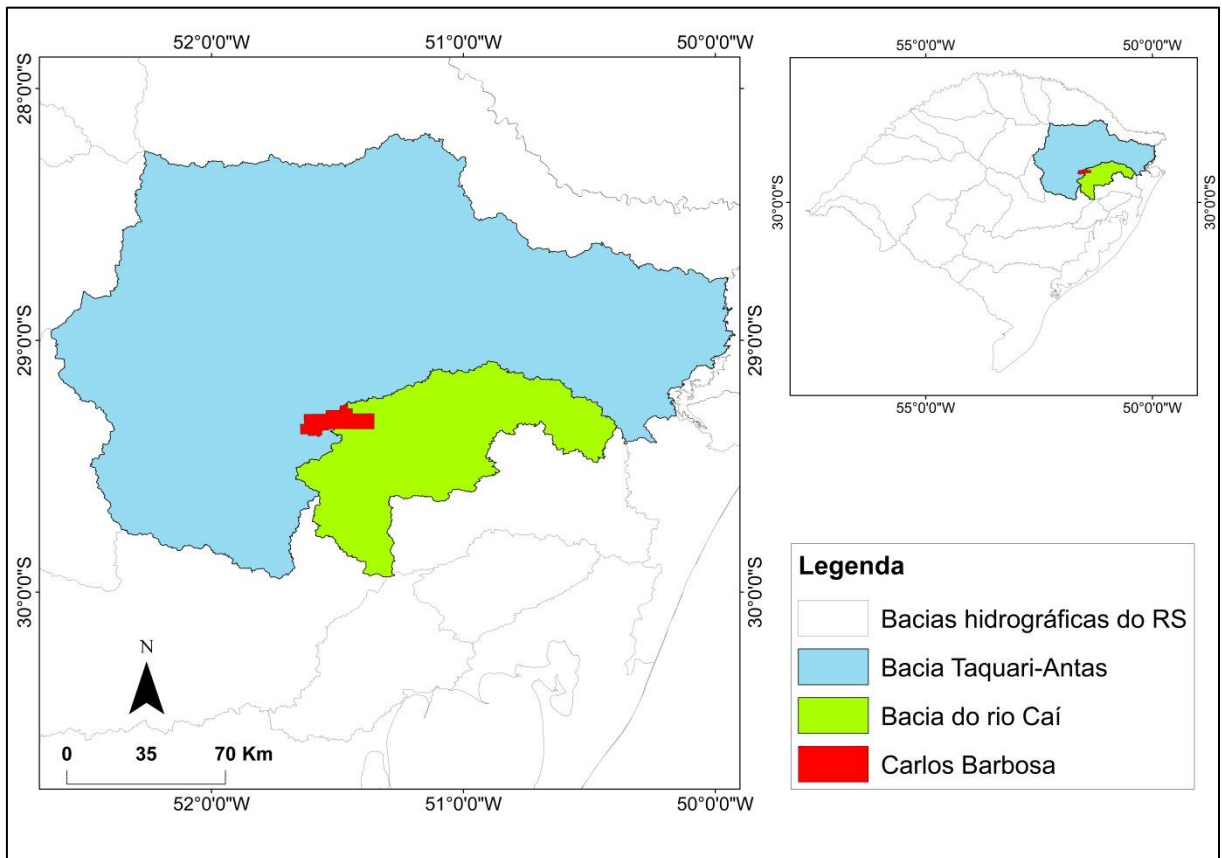 52°0'0"W 51°0'0"W 50°0'0"W
28°0'0"S 28°0'0"S
29°0'0"S 29°0'0"S
30°0'0"S 30°0'0"S
N
0 35 70 Km
52°0'0"W 51°0'0"W 50°0'0"W
55°0'0"W 50°0'0"W
30°0'0"S 30°0'0"S
55°0'0"W 50°0'0"W
Legenda
Bacias hidrográficas do RS
Bacia Taquari-Antas
Bacia do rio Caí
Carlos Barbosa